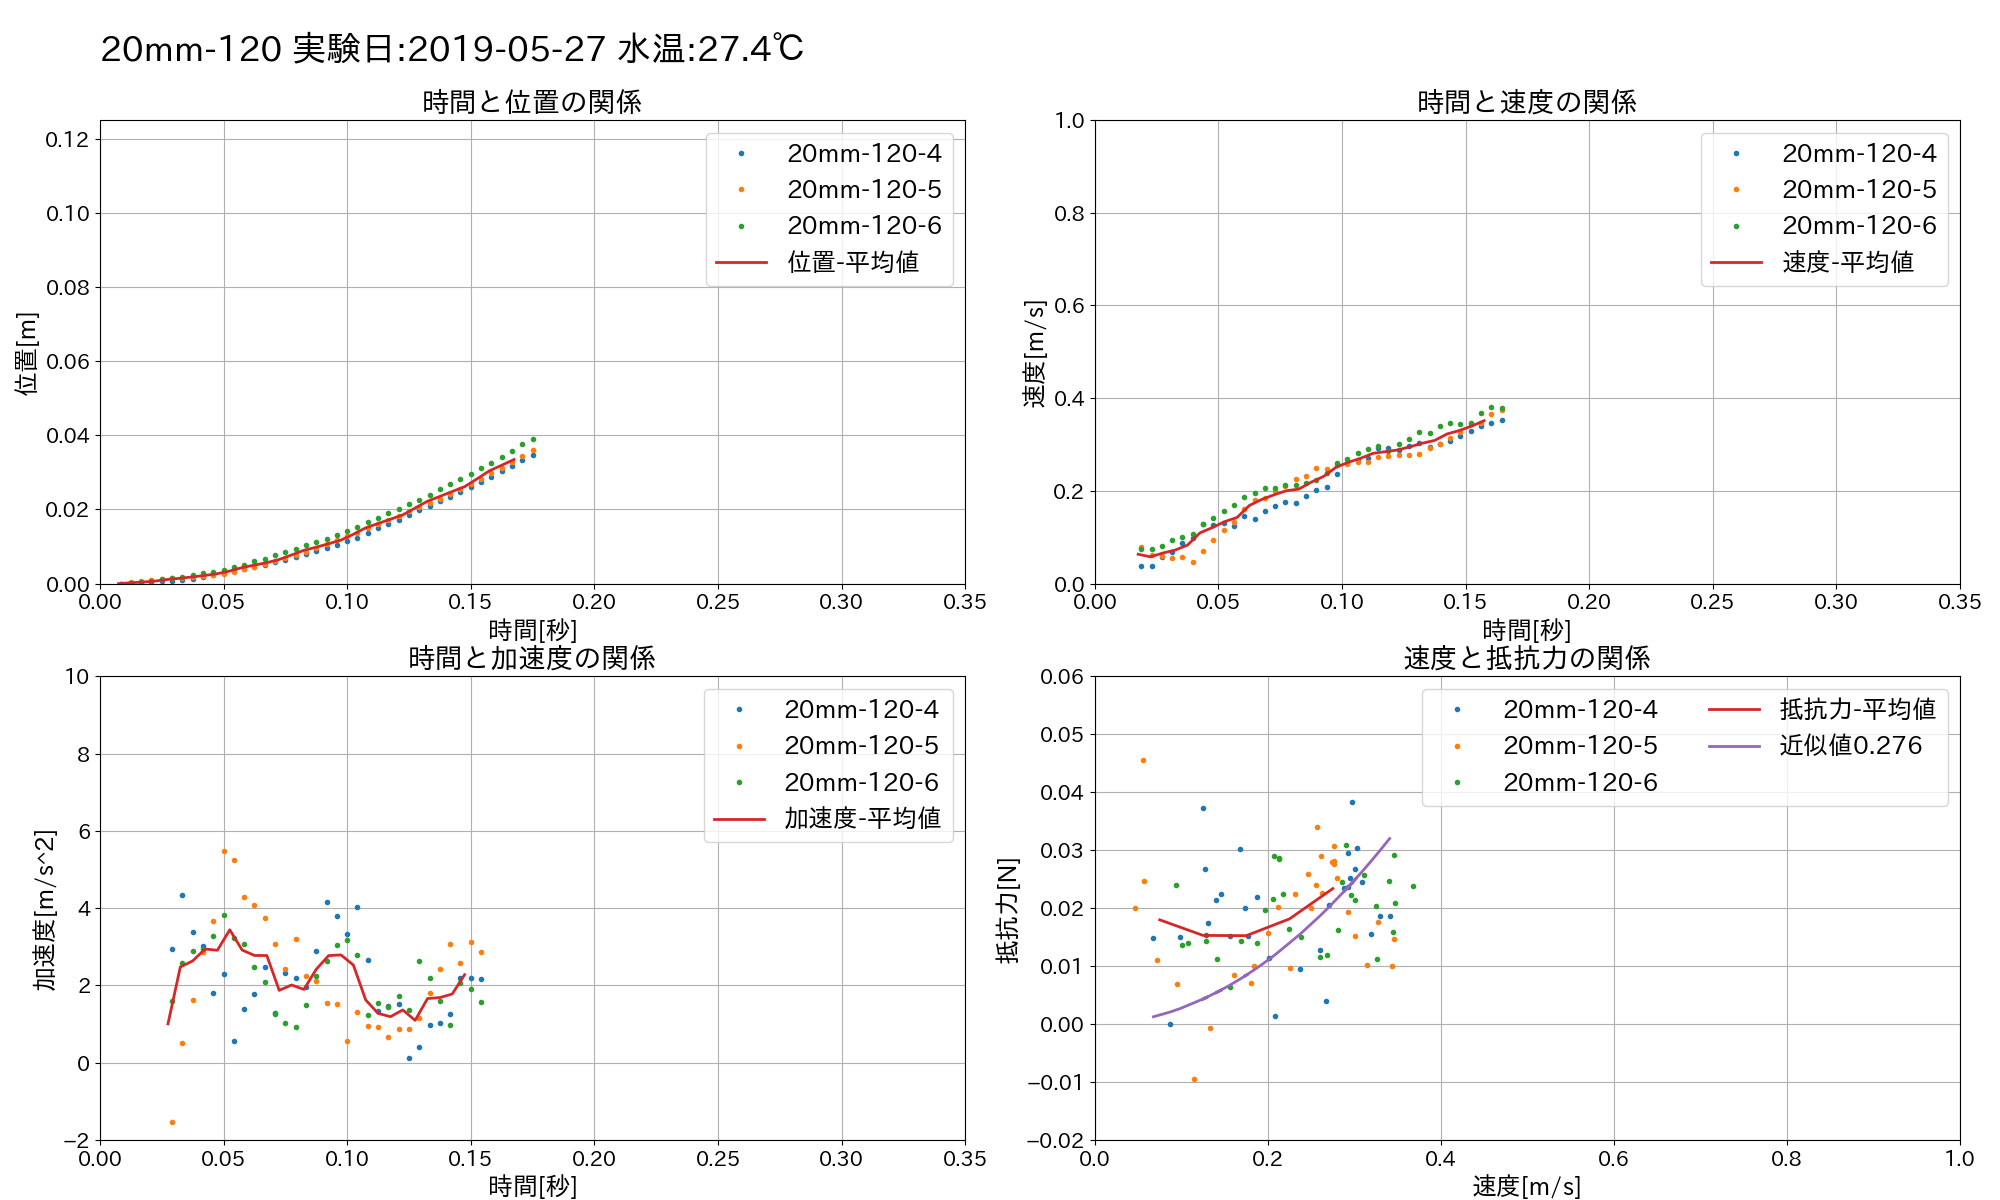 20mm-120 実験日:2019-05-27 水温:27.4℃
時間と位置の関係
0.12
0.10
0.08
0.06
0.04
0.02
0.00
位置[m]
20mm-120-4
20mm-120-5
20mm-120-6
位置-平均値
0.00 0.05 0.10 0.15 0.20 0.25 0.30 0.35
時間[秒]
時間と速度の関係
1.0
0.8
0.6
0.4
0.2
0.0
速度[m/s]
20mm-120-4
20mm-120-5
20mm-120-6
速度-平均値
0.00 0.05 0.10 0.15 0.20 0.25 0.30 0.35
時間[秒]
時間と加速度の関係
10
8
6
4
2
0
−2
加速度[m/s^2]
20mm-120-4
20mm-120-5
20mm-120-6
加速度-平均値
0.00 0.05 0.10 0.15 0.20 0.25 0.30 0.35
時間[秒]
速度と抵抗力の関係
0.06
0.05
0.04
0.03
0.02
0.01
0.00
−0.01
−0.02
抵抗力[N]
20mm-120-4
20mm-120-5
20mm-120-6
抵抗力-平均値
近似値0.276
0.0 0.2 0.4 0.6 0.8 1.0
速度[m/s]